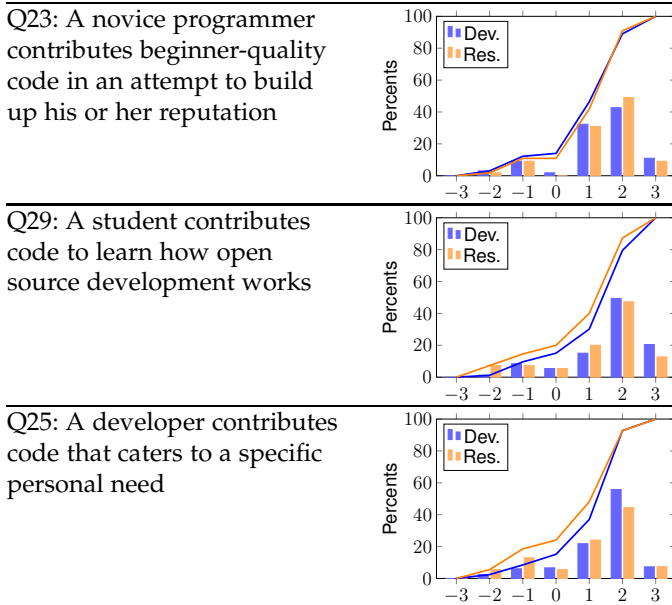 Q23: A novice programmer
contributes beginner-quality
code in an attempt to build
up his or her reputation
Percents
100
80
60
40
20
0
Dev.
Res.
−3 −2 −1 0 1 2 3
Q29: A student contributes
code to learn how open
source development works
Percents
100
80
60
40
20
0
Dev.
Res.
−3 −2 −1 0 1 2 3
Q25: A developer contributes
code that caters to a specific
personal need
Percents
100
80
60
40
20
0
Dev.
Res.
−3 −2 −1 0 1 2 3